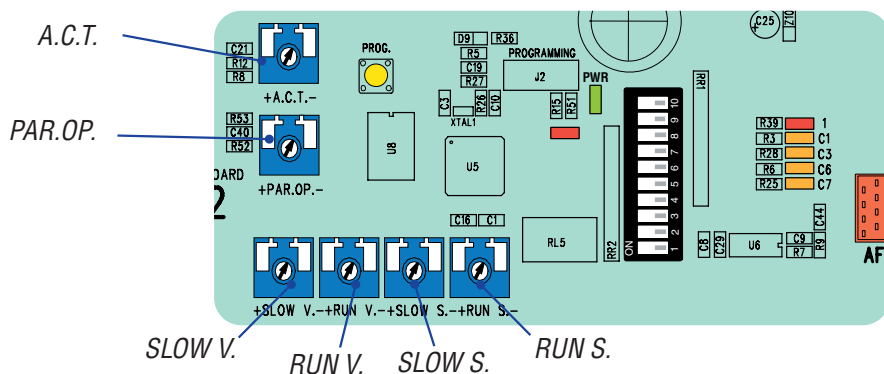 A.C.T.
PAR.OP.
C21
R12
R8
+A.C.T.-
R53
C40
R52
+PAR.OP.-
BOARD
2
PROG.
U8
D9
R36
R5
C19
R27
C3
R26
C10
XTAL1
PROGRAMMING
J2
PWR
R15
R51
U5
C16
C1
RL5
RR2
ON
1
2
3
4
5
6
7
8
9
10
RR1
C25
Z10
R39
1
R3
C1
R28
C3
R6
C6
R25
C7
C8
C29
U6
C9
R7
R9
C44
AF
+SLOW V.-+RUN V.-+SLOW S.-+RUN S.-
SLOW V.
RUN V.
SLOW S.
RUN S.